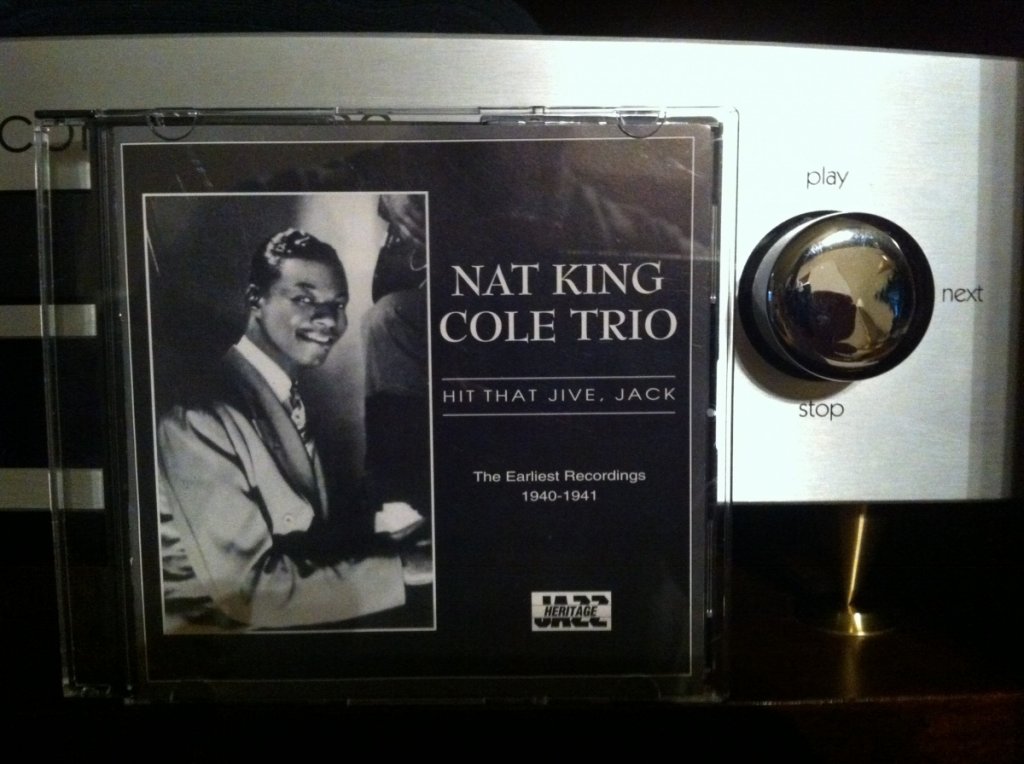 NAT KING
COLE TRIO
HIT THAT JIVE, JACK
The Earliest Recordings
1940-1941
HERITAGE
JAZZ
play
next
stop